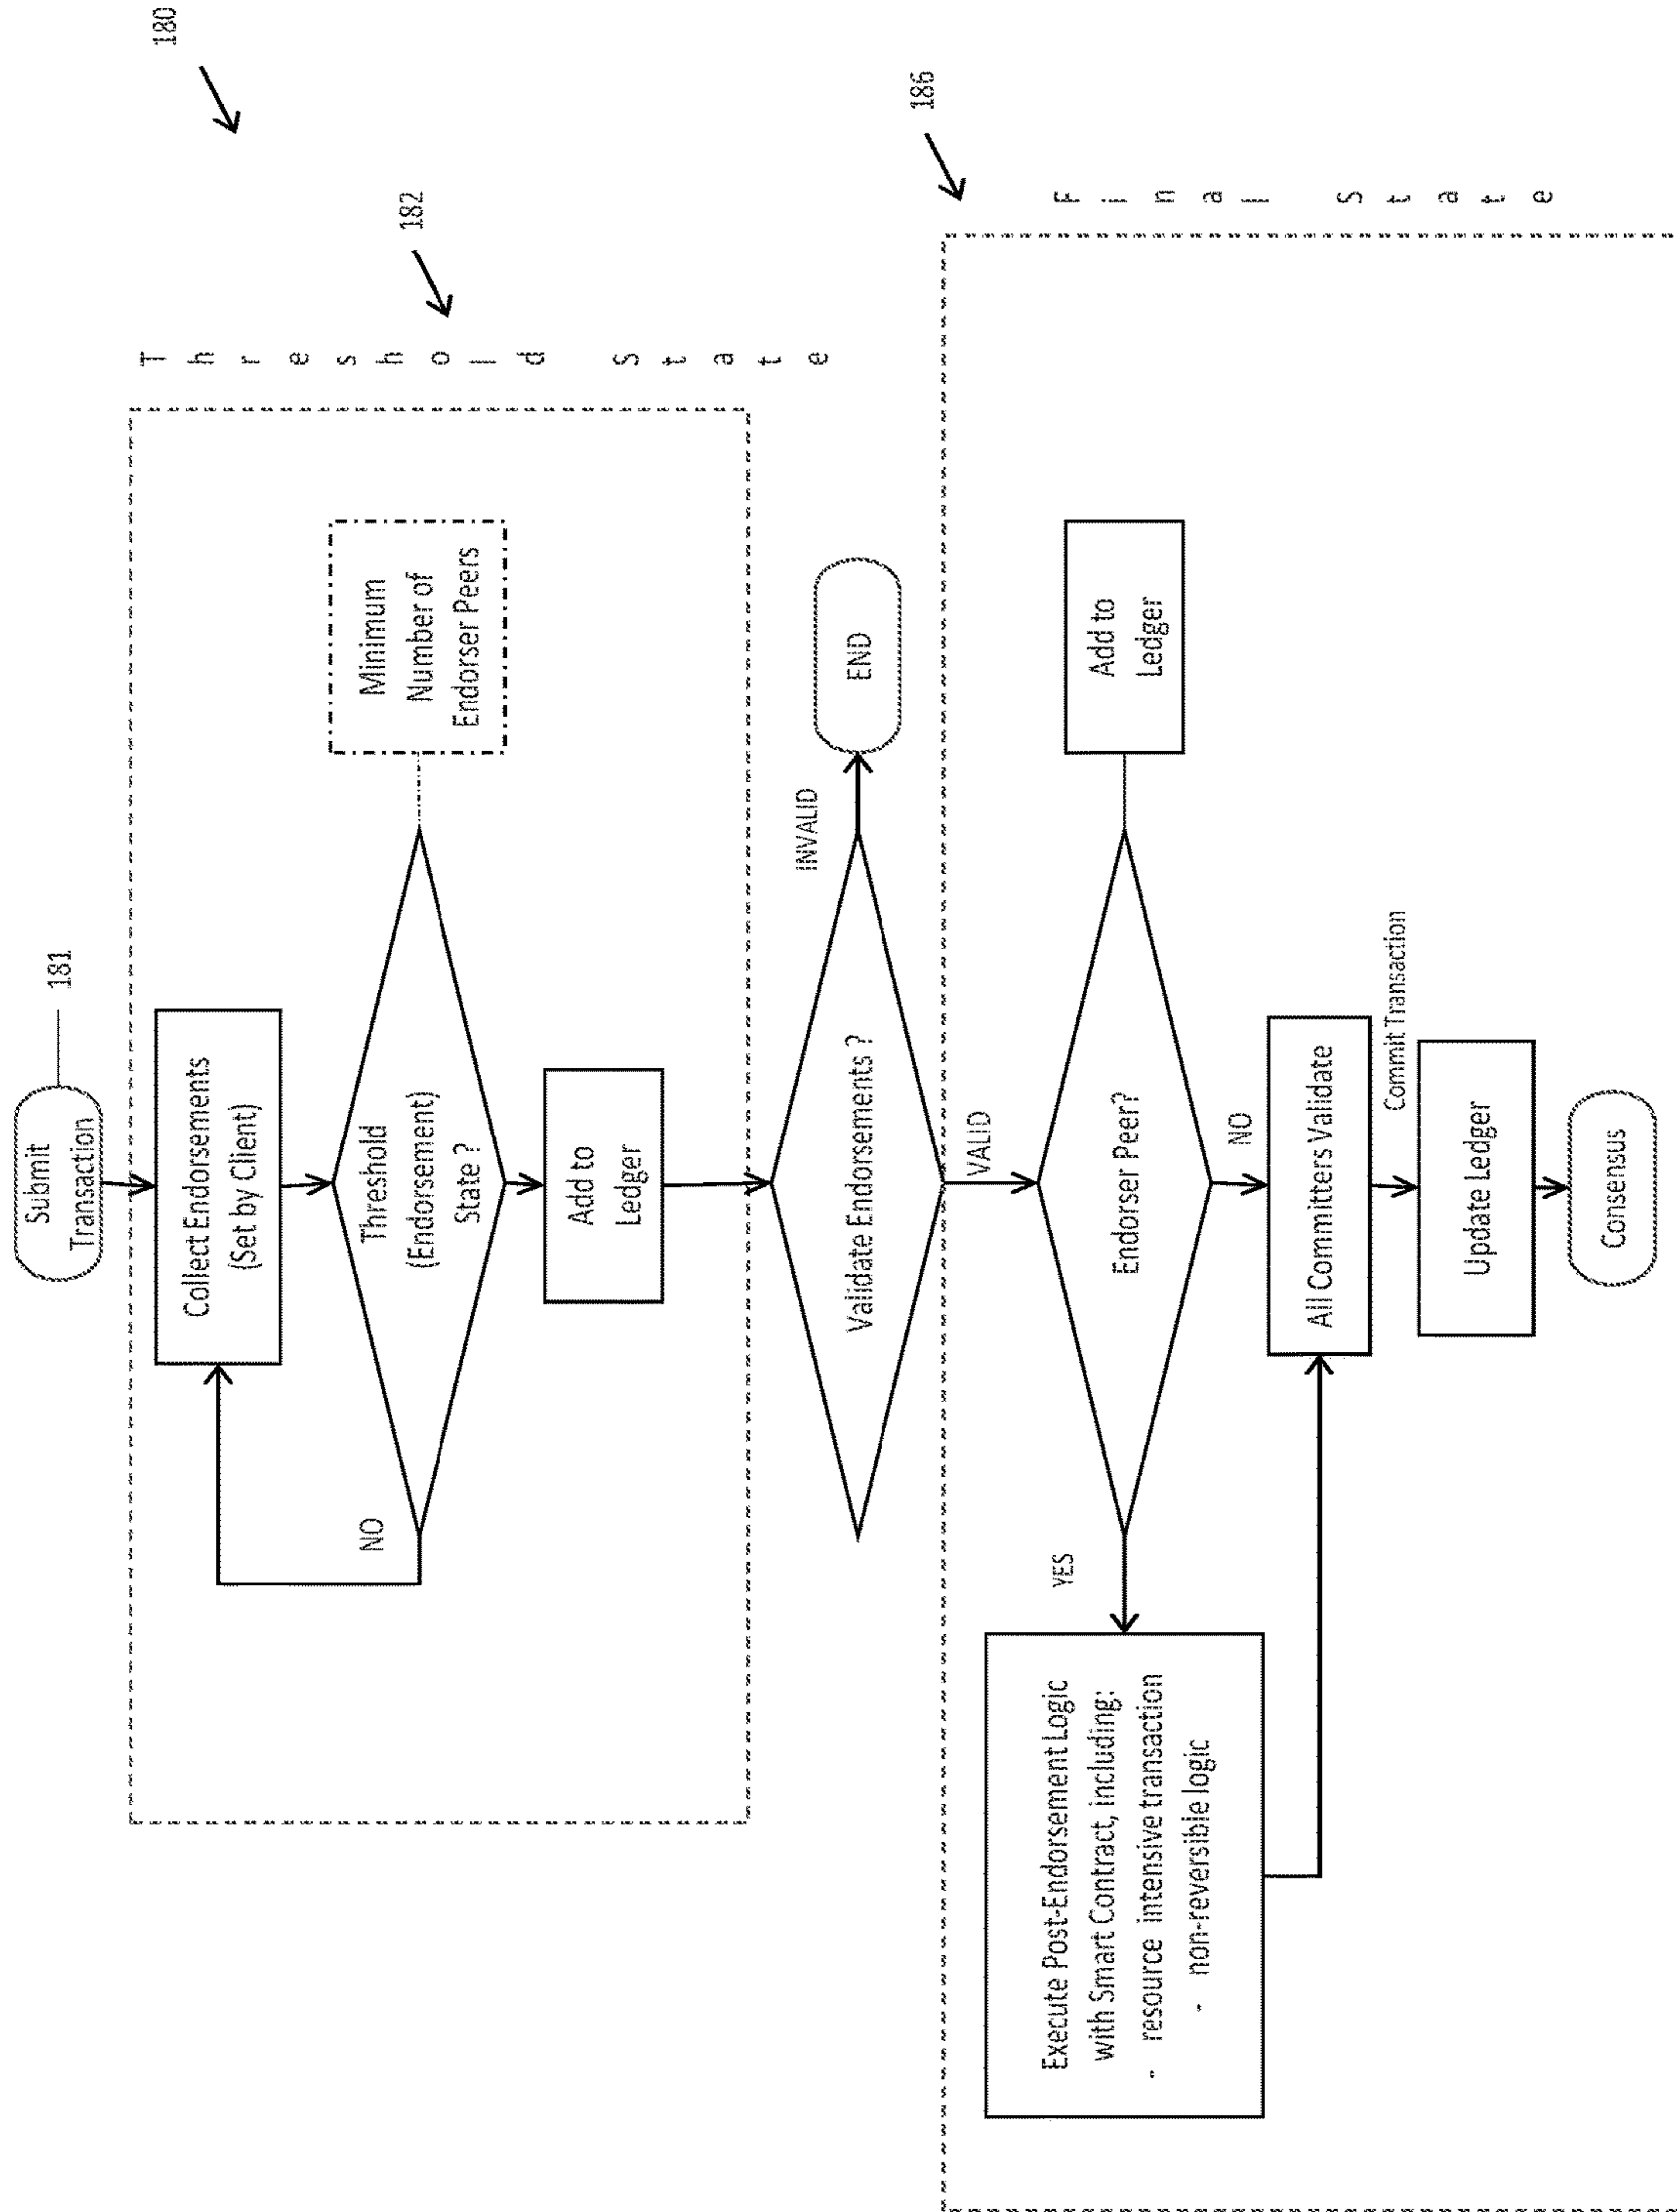 180
Submit
Transaction
181
182
Threshold State
Collect Endorsements
(Set by Client)
Threshold
(Endorsement)
State ?
NO
Minimum
Number of
Endorser Peers
Add to
Ledger
Validate Endorsements ?
INVALID
END
VALID
186
Final State
Endorser Peer?
Add to
Ledger
YES
Execute Post-Endorsement Logic
with Smart Contract, including:
- resource intensive transaction
- non-reversible logic
NO
All Committers Validate
Commit Transaction
Update Ledger
Consensus